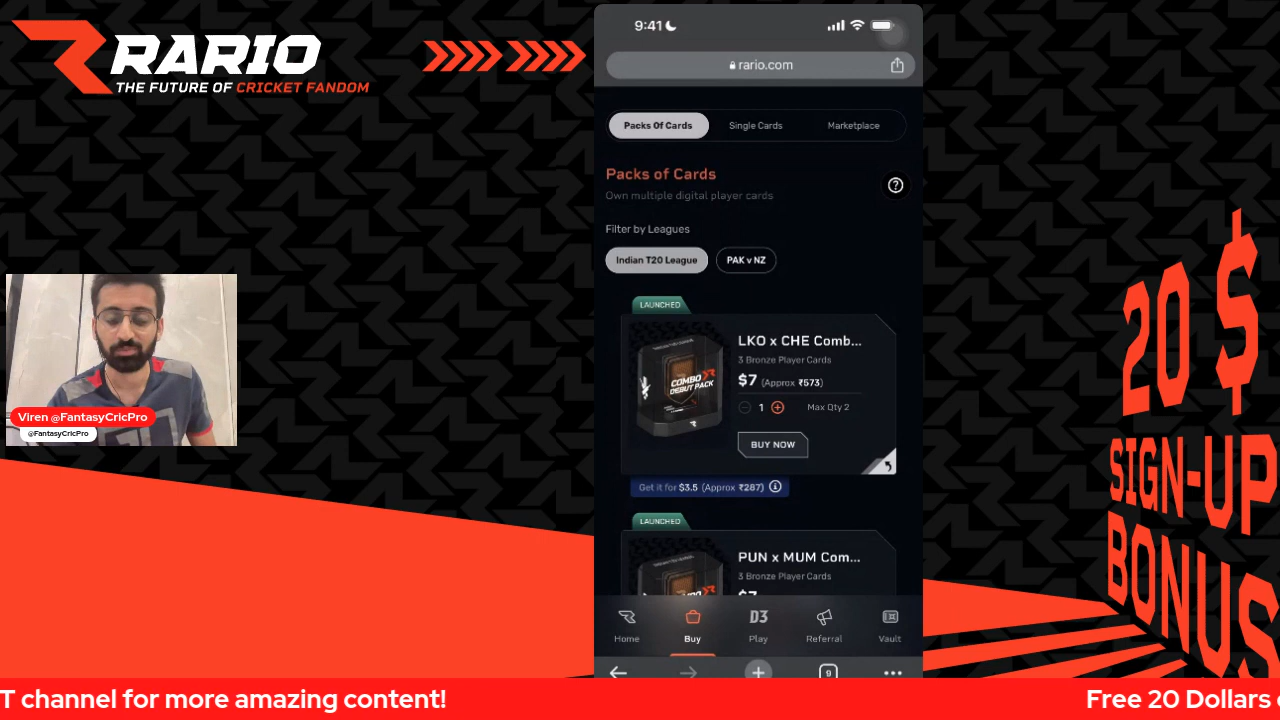 RARIO
THE FUTURE OF CRICKET FANDOM
9:41
rario.com
Packs Of Cards
Single Cards
Marketplace
Packs of Cards
Own multiple digital player cards
Filter by Leagues
Indian T20 League
PAK v NZ
LAUNCHED
COMBO
DEBUT PACK
LKO x CHE Comb...
3 Bronze Player Cards
$7 (Approx ₹573)
1
Max Qty 2
BUY NOW
Get it for $3.5 (Approx ₹287)
LAUNCHED
PUN x MUM Com...
3 Bronze Player Cards
Home
Buy
D3
Play
Referral
Vault
9
Viren @FantasyCricPro
@FantasyCricPro
20 $
SIGN-UP
BONUS
T channel for more amazing content!
Free 20 Dollars